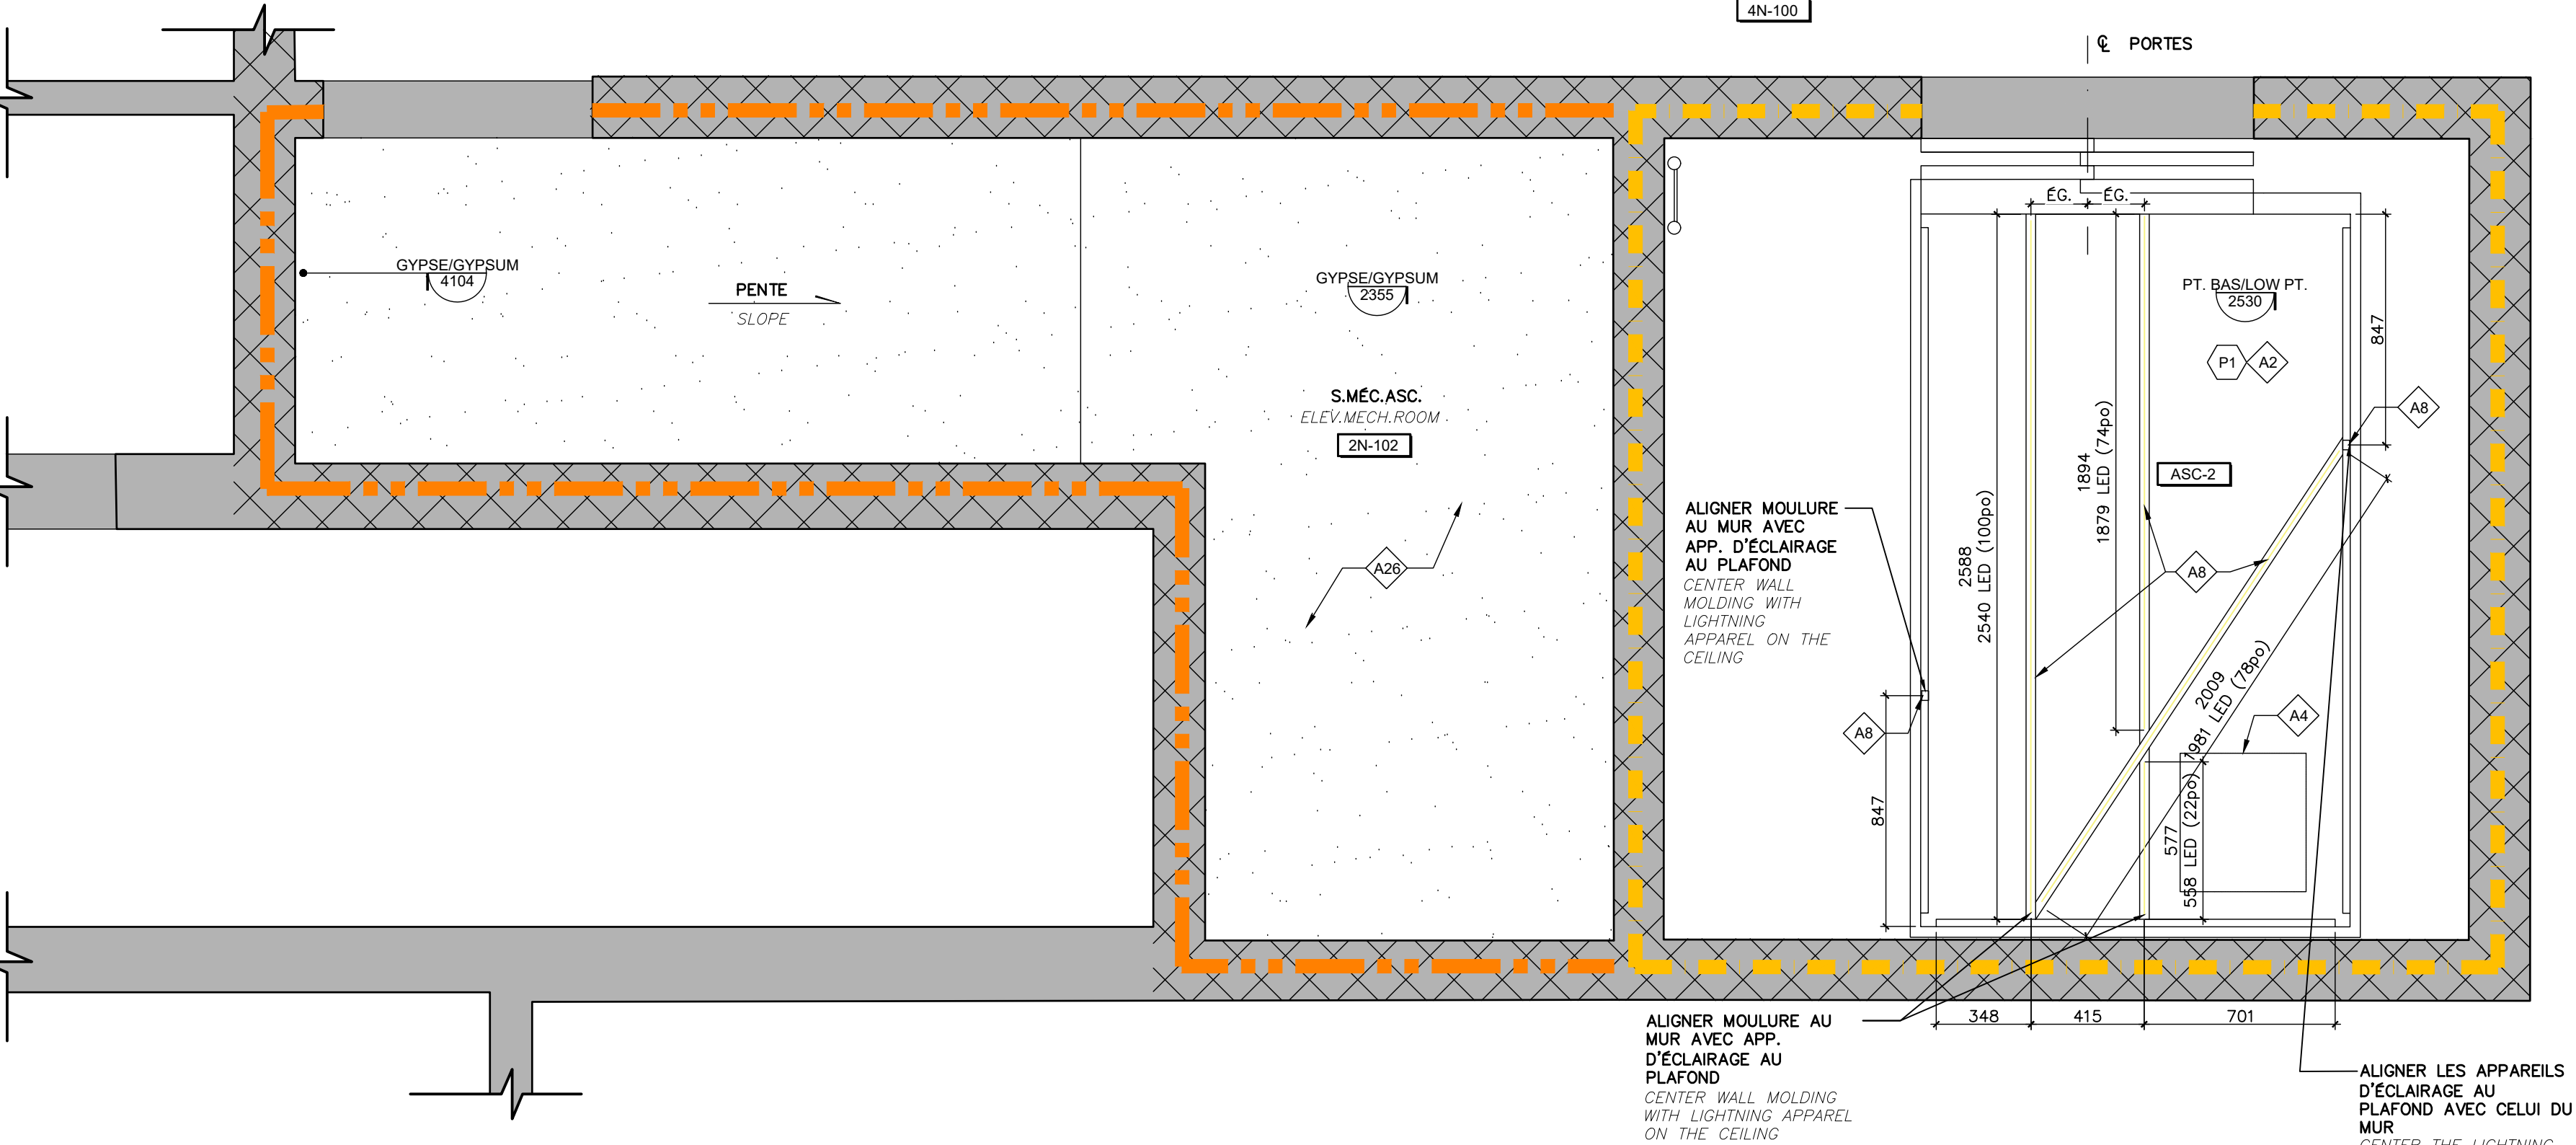 4N-100
℄ PORTES
ÉG.
ÉG.
GYPSE/GYPSUM
4104
PENTE
SLOPE
GYPSE/GYPSUM
2355
PT. BAS/LOW PT.
2530
847
P1
A2
S.MÉC.ASC.
ELEV.MECH.ROOM
2N-102
A8
ASC-2
1894
1879 LED (74po)
2588
2540 LED (100po)
ALIGNER MOULURE
AU MUR AVEC
APP. D'ÉCLAIRAGE
AU PLAFOND
CENTER WALL
MOLDING WITH
LIGHTNING
APPAREL ON THE
CEILING
A26
A8
2009
1981 LED (78po)
A4
A8
847
577
558 LED (22po)
348
415
701
ALIGNER MOULURE AU
MUR AVEC APP.
D'ÉCLAIRAGE AU
PLAFOND
CENTER WALL MOLDING
WITH LIGHTNING APPAREL
ON THE CEILING
ALIGNER LES APPAREILS
D'ÉCLAIRAGE AU
PLAFOND AVEC CELUI DU
MUR
CENTER THE LIGHTNING